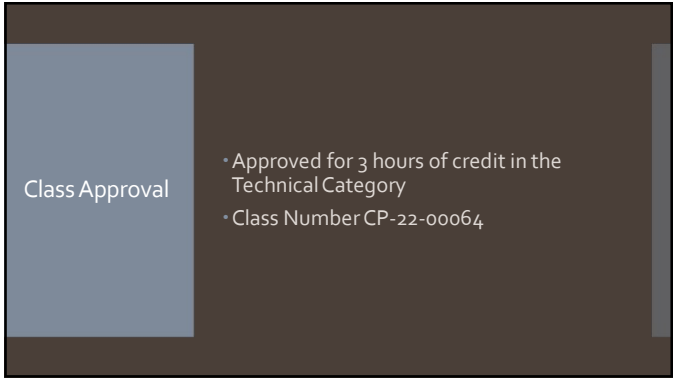 Class Approval
▪Approved for 3 hours of credit in the
Technical Category
▪Class Number CP-22-00064